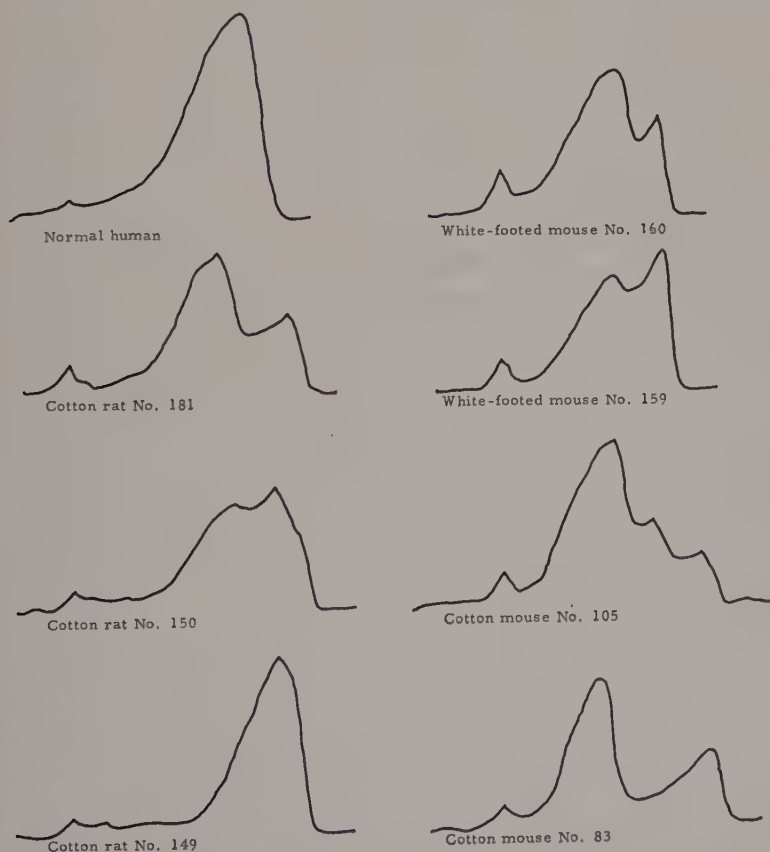 Normal human
White-footed mouse No. 160
Cotton rat No. 181
White-footed mouse No. 159
Cotton rat No. 150
Cotton mouse No. 105
Cotton rat No. 149
Cotton mouse No. 83